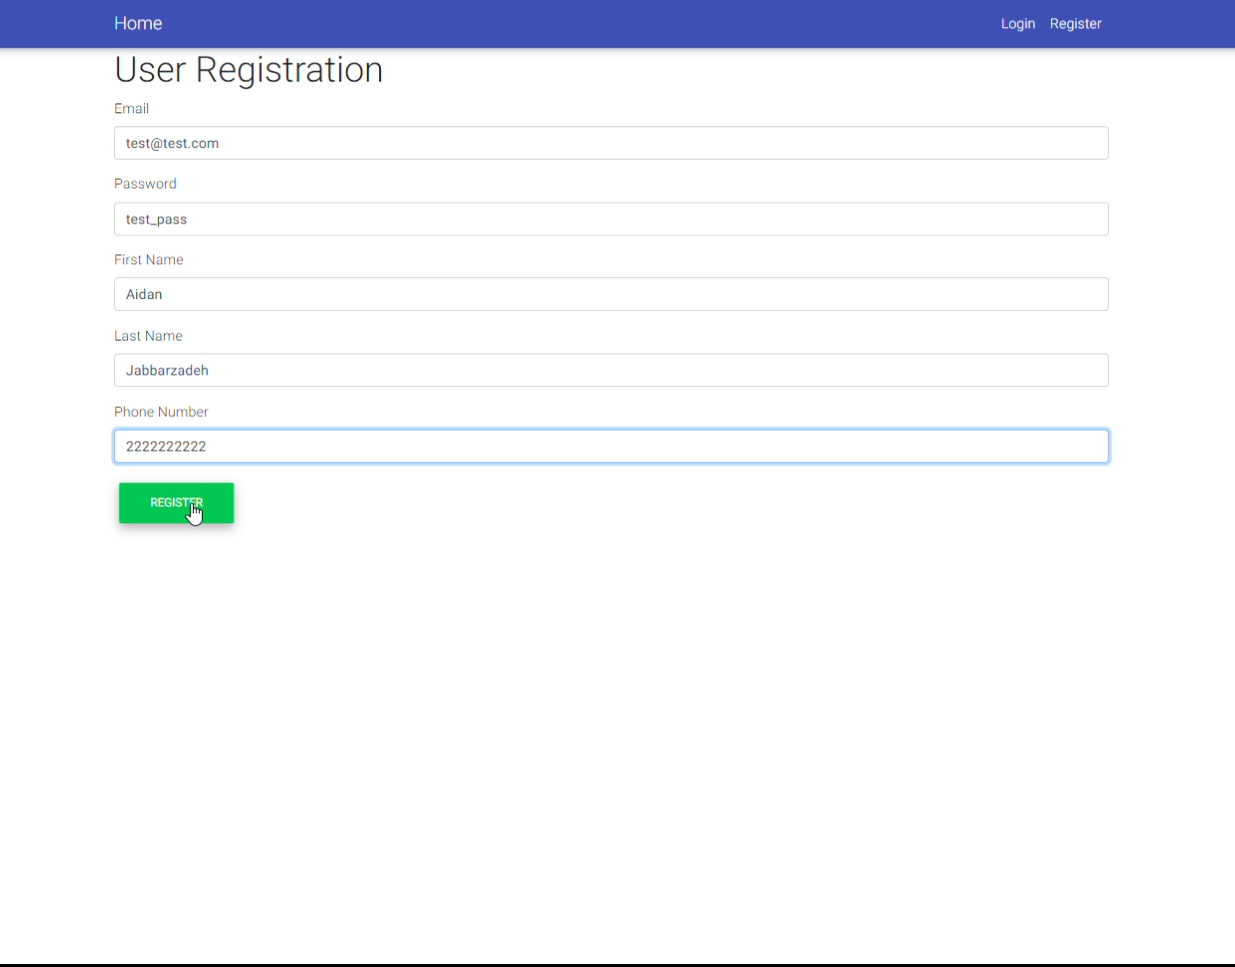 Home Login Register
User Registration
Email
test@test.com
Password
test_pass
First Name
Aidan
Last Name
Jabbarzadeh
Phone Number
2222222222
REGISTER